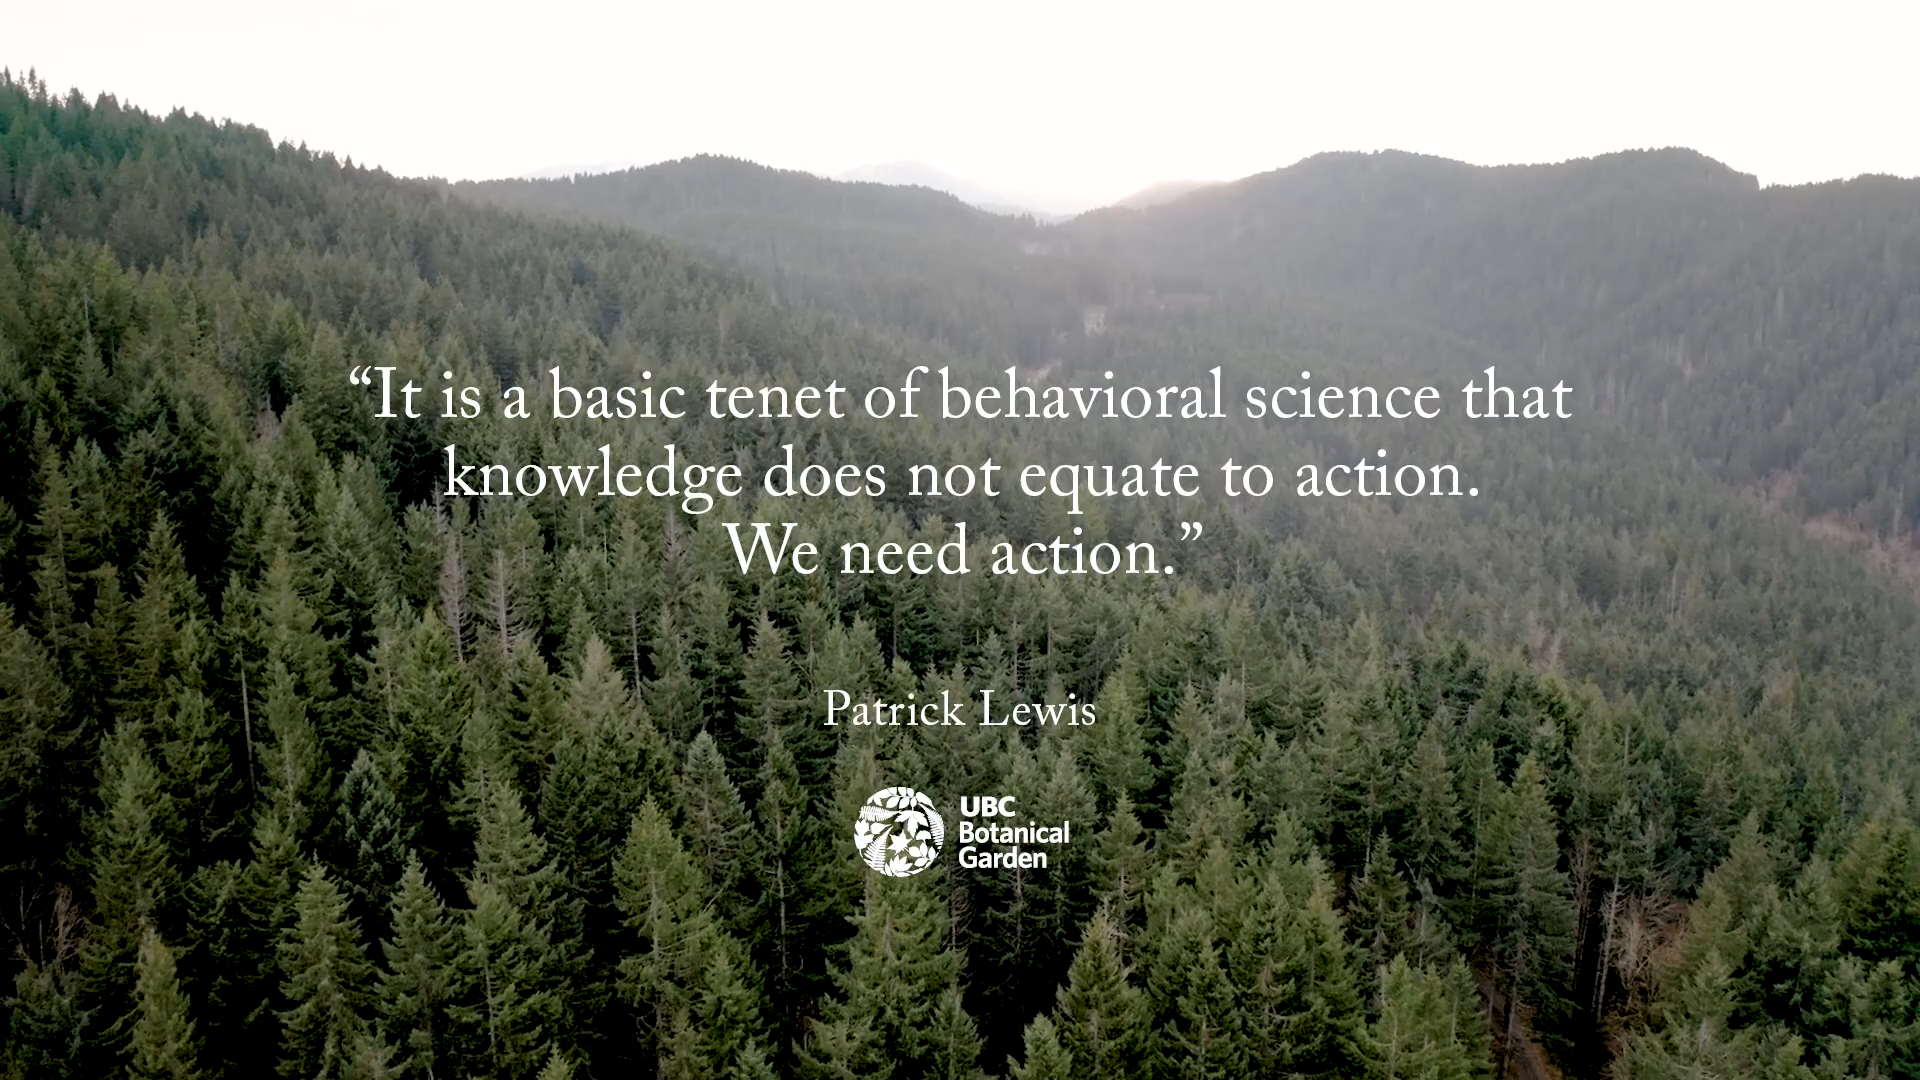 “It is a basic tenet of behavioral science that
knowledge does not equate to action.
We need action.”
Patrick Lewis
UBC
Botanical
Garden